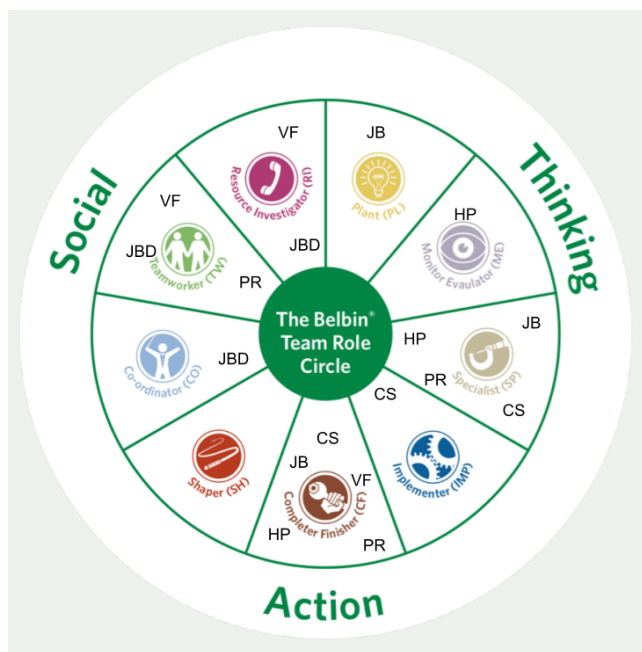 Social
Thinking
Action
The Belbin®
Team Role
Circle
VF
Resource Investigator (RI)
JBD
JB
Plant (PL)
HP
Monitor Evaulator (ME)
JB
HP
Specialist (SP)
PR
CS
CS
Implementer (IMP)
CS
JB
VF
Completer Finisher (CF)
HP
PR
Shaper (SH)
JBD
Co-ordinator (CO)
VF
JBD
Teamworker (TW)
PR